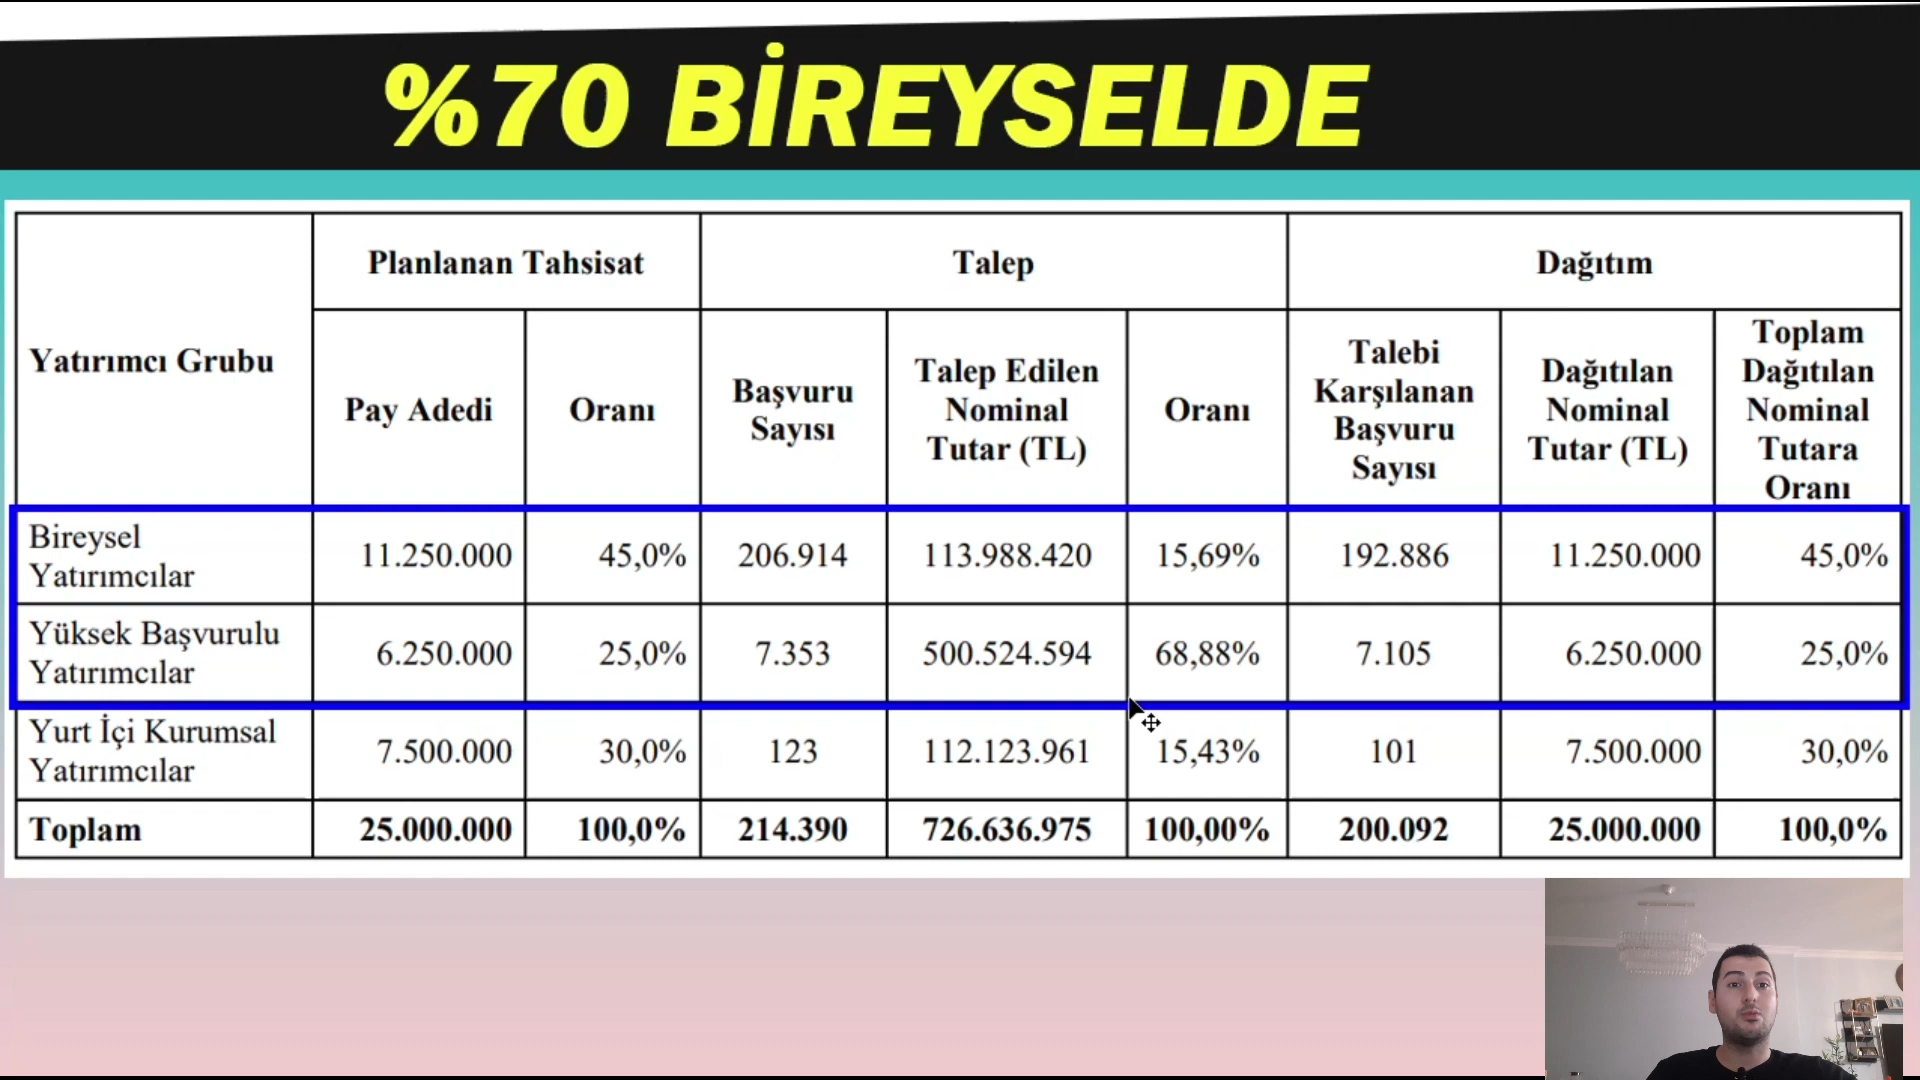 %70 BİREYSELDE
Yatırımcı Grubu
Planlanan Tahsisat
Talep
Dağıtım
Pay Adedi
Oranı
Başvuru
Sayısı
Talep Edilen
Nominal
Tutar (TL)
Oranı
Talebi
Karşılanan
Başvuru
Sayısı
Dağıtılan
Nominal
Tutar (TL)
Toplam
Dağıtılan
Nominal
Tutara
Oranı
Bireysel
Yatırımcılar
11.250.000
45,0%
206.914
113.988.420
15,69%
192.886
11.250.000
45,0%
Yüksek Başvurulu
Yatırımcılar
6.250.000
25,0%
7.353
500.524.594
68,88%
7.105
6.250.000
25,0%
Yurt İçi Kurumsal
Yatırımcılar
7.500.000
30,0%
123
112.123.961
15,43%
101
7.500.000
30,0%
Toplam
25.000.000
100,0%
214.390
726.636.975
100,00%
200.092
25.000.000
100,0%